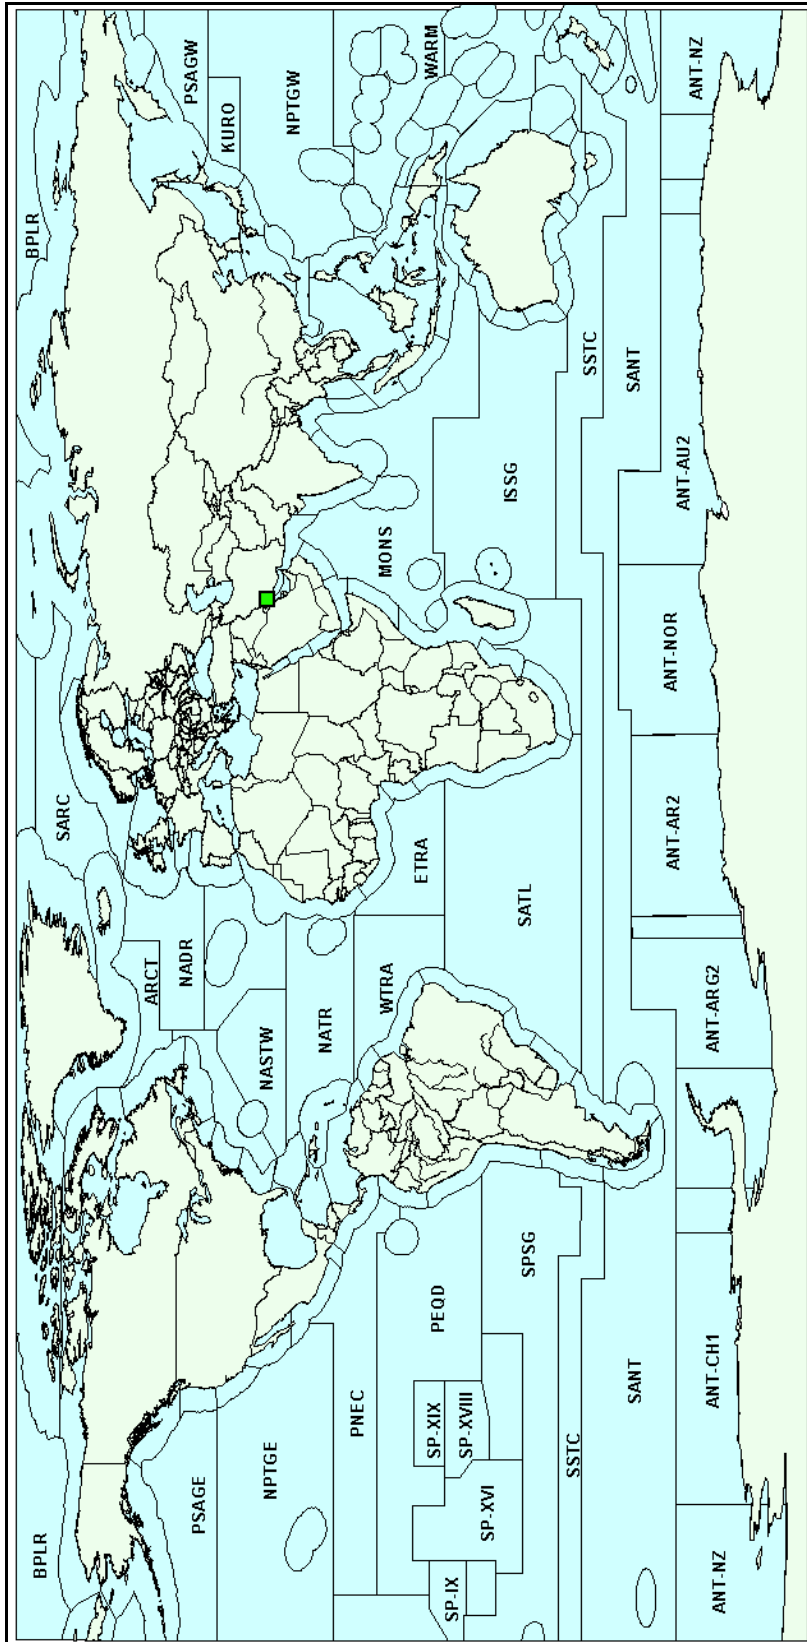 BPLR
BPLR
SARC
PSAGE
ARCT
NADR
PSAGW
KURO
NPTGE
NASTW
NATR
NPTGW
PNEC
WTRA
ETRA
MONS
WARM
PEQD
SP-XIX
SP-XVIII
SP-IX
SP-XVI
SPSG
SATL
ISSG
SSTC
SSTC
SANT
SANT
ANT-NZ
ANT-CH1
ANT-ARG2
ANT-AR2
ANT-NOR
ANT-AU2
ANT-NZ